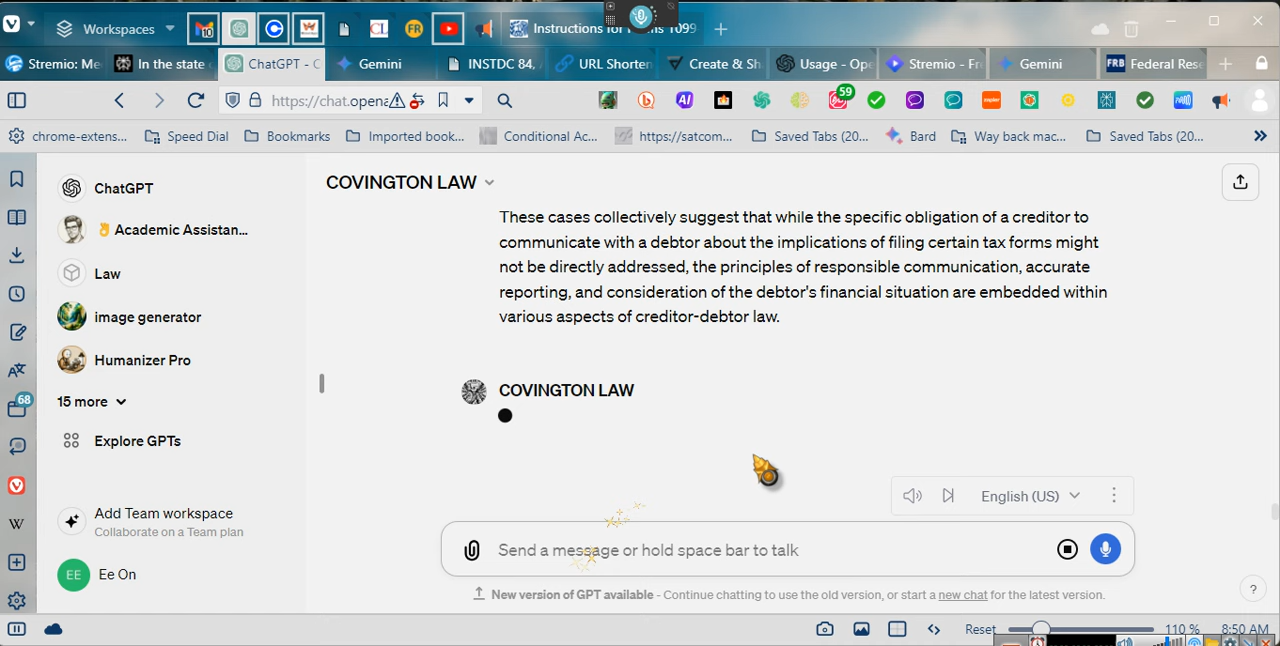 Workspaces
10
CL
FR
Instructions for
1099
Stremio: Me
In the state
ChatGPT - C
Gemini
INSTDC 84,
URL Shorten
Create & Sh
Usage - Ope
Stremio - Fr
Gemini
FRB
Federal Rese
https://chat.opena
59
chrome-extens...
Speed Dial
Bookmarks
Imported book...
Conditional Ac...
https://satcom...
Saved Tabs (20...
Bard
Way back mac...
Saved Tabs (20...
ChatGPT
Academic Assistan...
Law
image generator
Humanizer Pro
15 more
Explore GPTs
Add Team workspace
Collaborate on a Team plan
EE
Ee On
68
W
COVINGTON LAW
These cases collectively suggest that while the specific obligation of a creditor to
communicate with a debtor about the implications of filing certain tax forms might
not be directly addressed, the principles of responsible communication, accurate
reporting, and consideration of the debtor's financial situation are embedded within
various aspects of creditor-debtor law.
COVINGTON LAW
English (US)
Send a message or hold space bar to talk
New version of GPT available - Continue chatting to use the old version, or start a new chat for the latest version.
?
Reset
110 %
8:50 AM